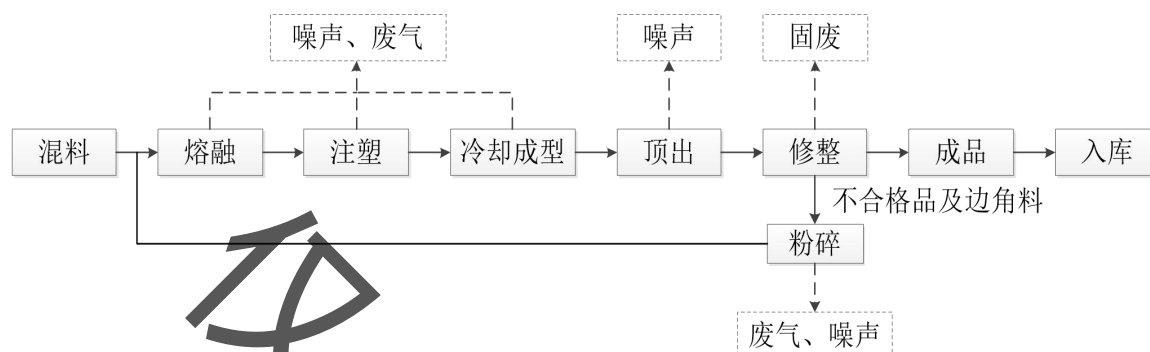 噪声、废气
噪声
固废
混料
熔融
注塑
冷却成型
顶出
修整
成品
入库
不合格品及边角料
粉碎
废气、噪声